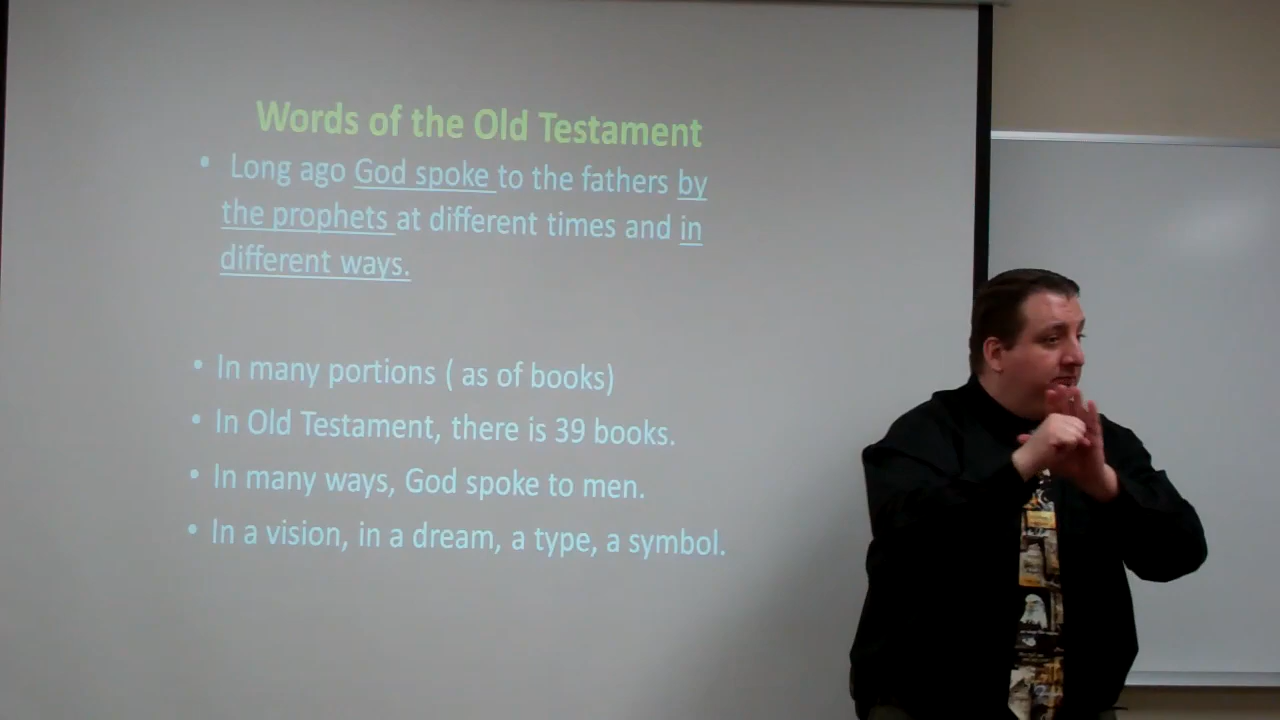 Words of the Old Testament
• Long ago God spoke to the fathers by
the prophets at different times and in
different ways.
• In many portions ( as of books)
• In Old Testament, there is 39 books.
• In many ways, God spoke to men.
• In a vision, in a dream, a type, a symbol.